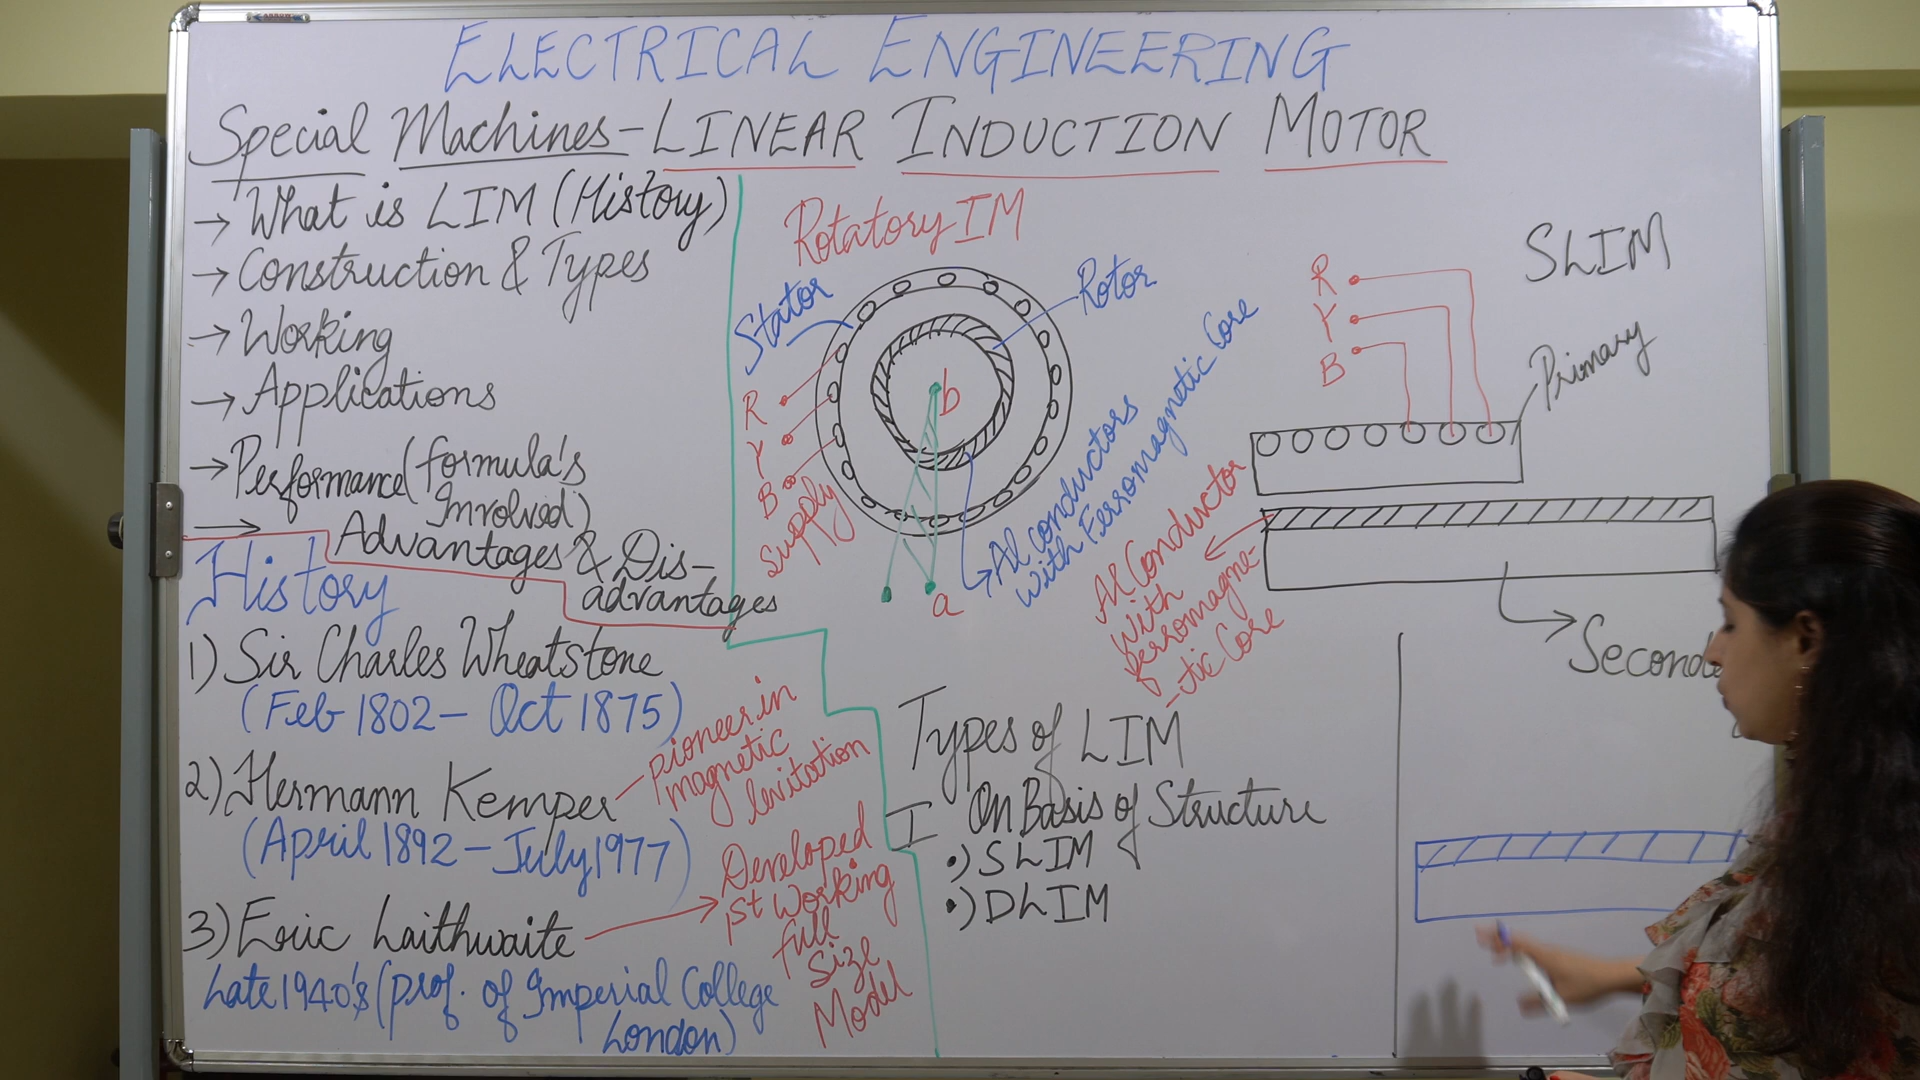 ELECTRICAL ENGINEERING
Special Machines - LINEAR INDUCTION MOTOR
→ What is LIM (History)
→ Construction & Types
→ Working
→ Applications
→ Performance (formula's
Involved)
→ Advantages & Dis-
advantages
History
1) Sir Charles Wheatstone
(Feb 1802 - Oct 1875)
2) Hermann Kemper
pioneer in
magnetic
levitation
(April 1892 - July 1977)
3) Eric Laithwaite
Developed
1st Working
full
Size
Model
Late 1940's (prof. of Imperial College
London)
Rotatory IM
Stator
Rotor
R
Y
B
Supply
b
a
Al conductors
with Ferromagnetic Core
SLIM
R
Y
B
Primary
Al Conductor
with
ferromagne-
-tic Core
Types of LIM
I On Basis of Structure
•) SLIM
•) DLIM